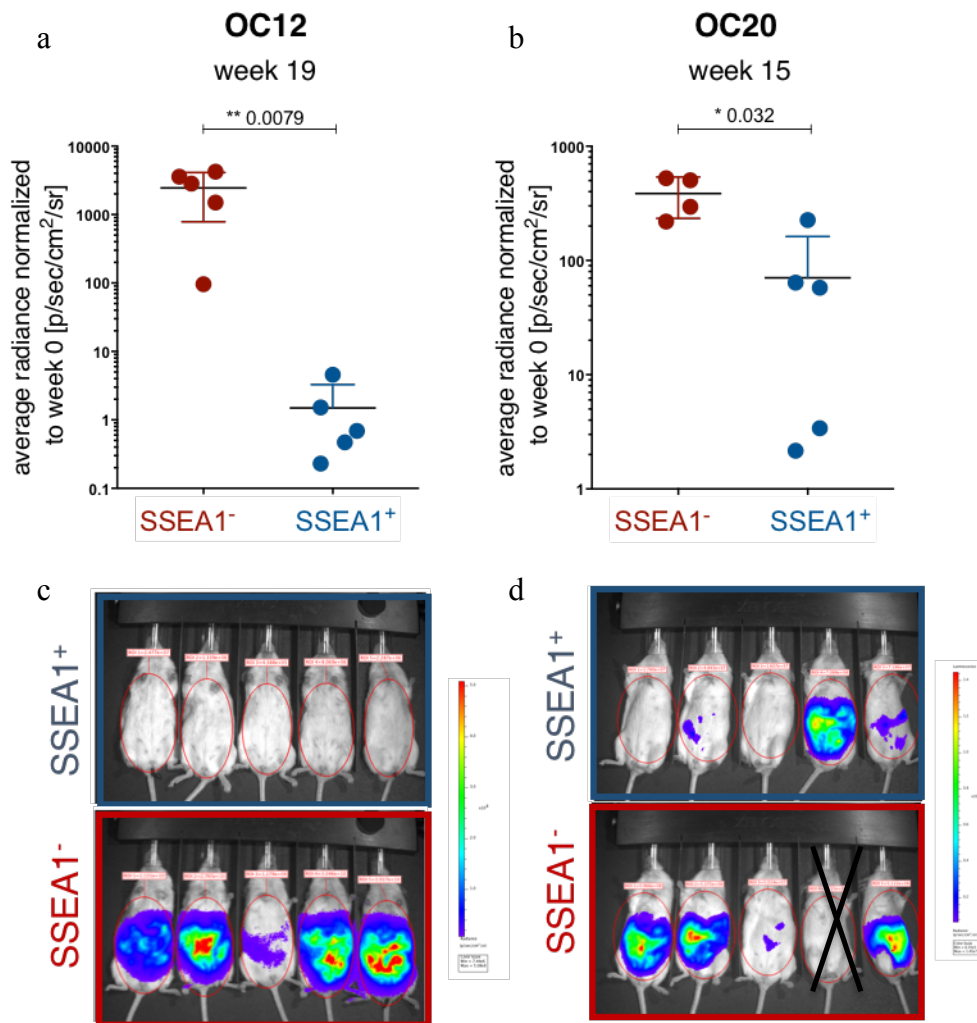 a
OC12
week 19
** 0.0079
average radiance normalized
to week 0 [p/sec/cm²/sr]
10000
1000
100
10
1
0.1
SSEA1⁻
SSEA1⁺
b
OC20
week 15
* 0.032
average radiance normalized
to week 0 [p/sec/cm²/sr]
1000
100
10
1
SSEA1⁻
SSEA1⁺
c
SSEA1⁺
SSEA1⁻
d
SSEA1⁺
SSEA1⁻